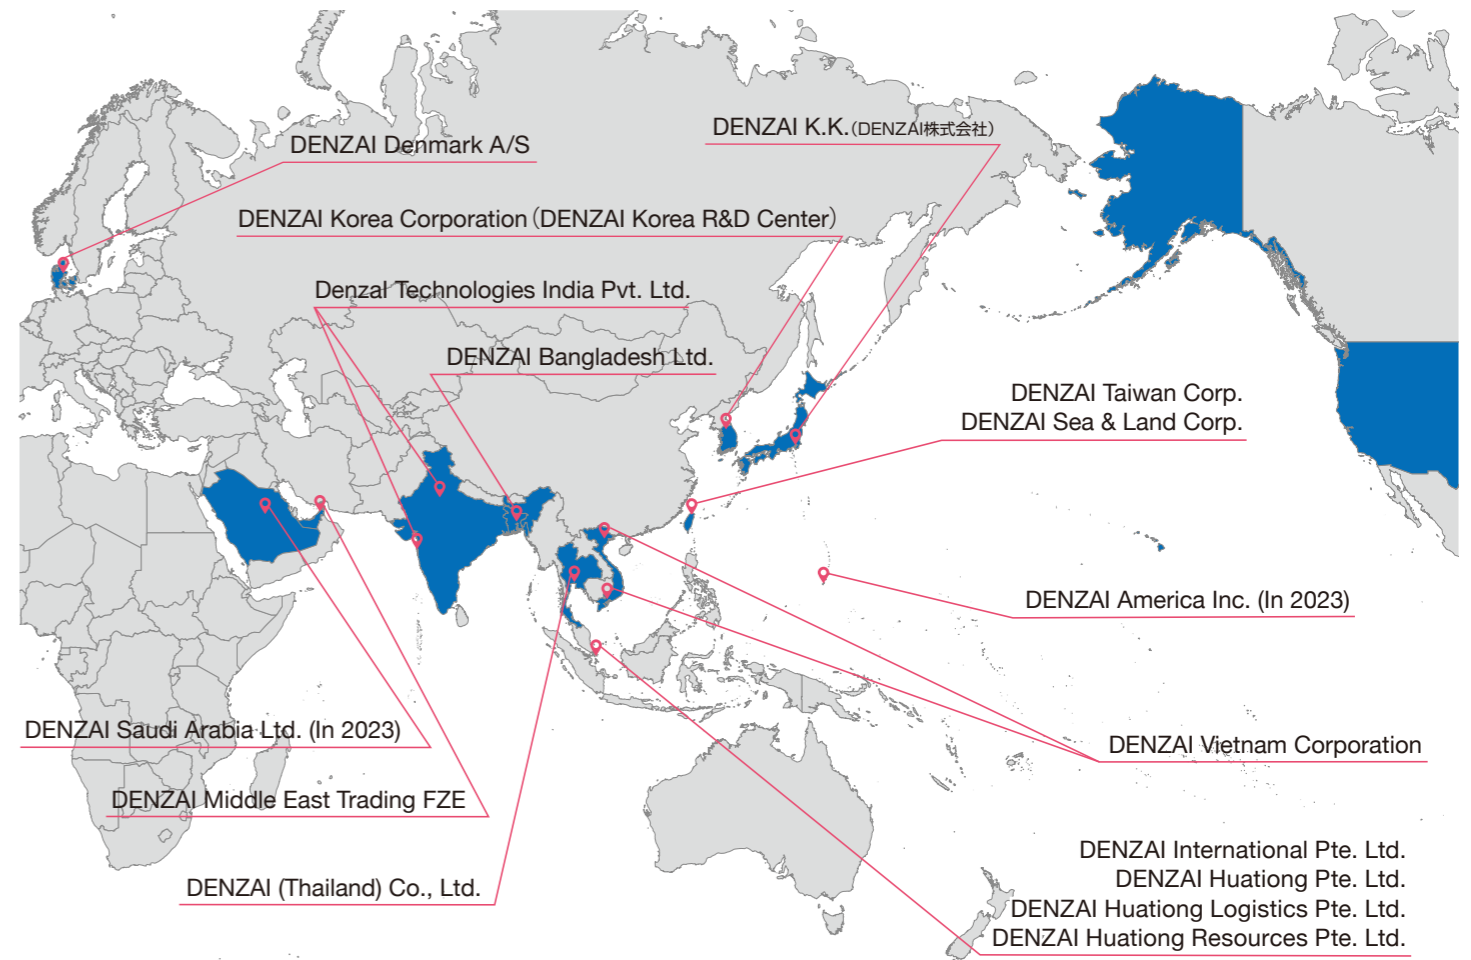 DENZAI K.K.(DENZAI株式会社)
DENZAI Denmark A/S
DENZAI Korea Corporation (DENZAI Korea R&D Center)
Denzal Technologies India Pvt. Ltd.
DENZAI Bangladesh Ltd.
DENZAI Taiwan Corp.
DENZAI Sea & Land Corp.
DENZAI America Inc. (In 2023)
DENZAI Saudi Arabia Ltd. (In 2023)
DENZAI Vietnam Corporation
DENZAI Middle East Trading FZE
DENZAI (Thailand) Co., Ltd.
DENZAI International Pte. Ltd.
DENZAI Huationg Pte. Ltd.
DENZAI Huationg Logistics Pte. Ltd.
DENZAI Huationg Resources Pte. Ltd.